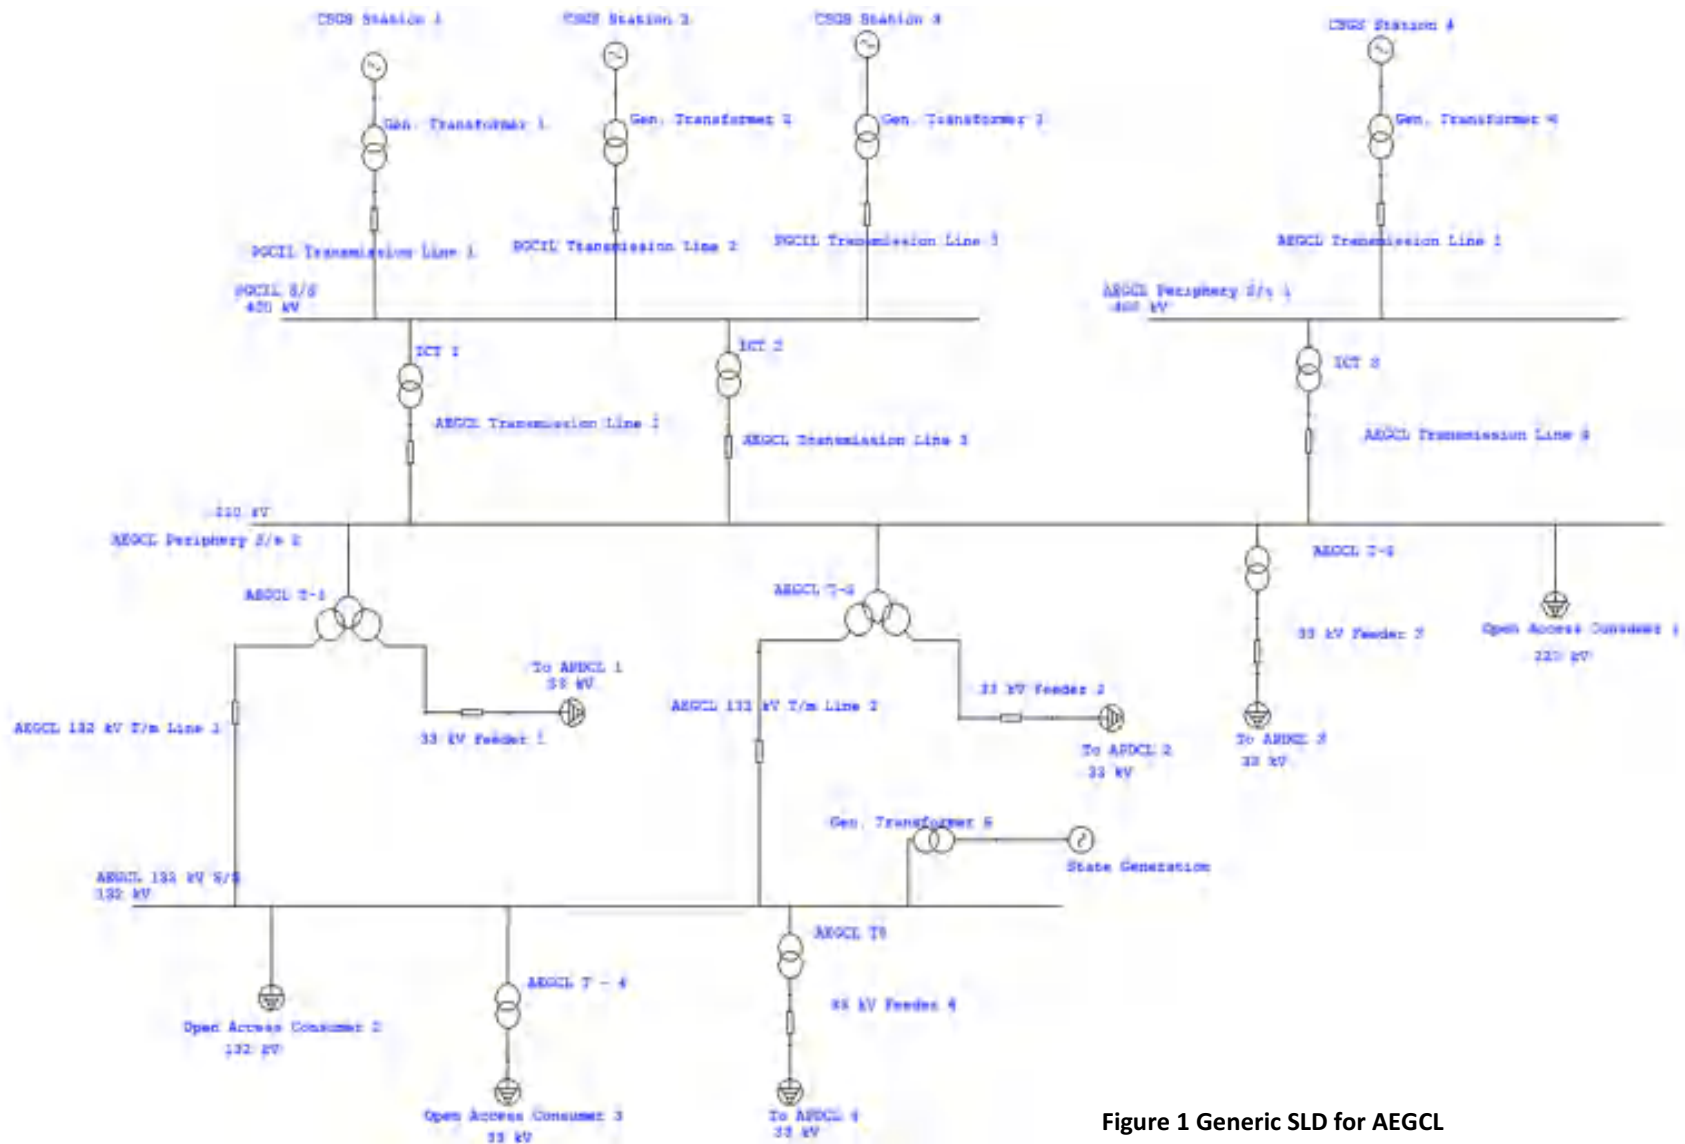 CSGS Station 1
CSGS Station 2
CSGS Station 3
CSGS Station 4
Gen. Transformer 1
Gen. Transformer 2
Gen. Transformer 3
Gen. Transformer 4
PGCIL Transmission Line 1
PGCIL Transmission Line 2
PGCIL Transmission Line 3
AEGCL Transmission Line 1
PGCIL S/S
400 kV
AEGCL Periphery S/s 1
400 kV
ICT 1
ICT 2
ICT 3
AEGCL Transmission Line 2
AEGCL Transmission Line 3
AEGCL Transmission Line 4
220 kV
AEGCL Periphery S/s 2
AEGCL
AEGCL
AEGCL
33 kV Feeder 3
Open Access Consumer 1
220 kV
To APDCL 1
33 kV
33 kV Feeder 1
AEGCL 132 kV T/m Line 1
AEGCL 132 kV T/m Line 2
33 kV Feeder 2
To APDCL 2
33 kV
To APDCL 3
33 kV
Gen. Transformer 5
State Generation
AEGCL 132 kV S/S
132 kV
AEGCL T5
AEGCL T - 4
33 kV Feeder 4
Open Access Consumer 2
132 kV
Open Access Consumer 3
33 kV
To APDCL 4
33 kV
Figure 1 Generic SLD for AEGCL